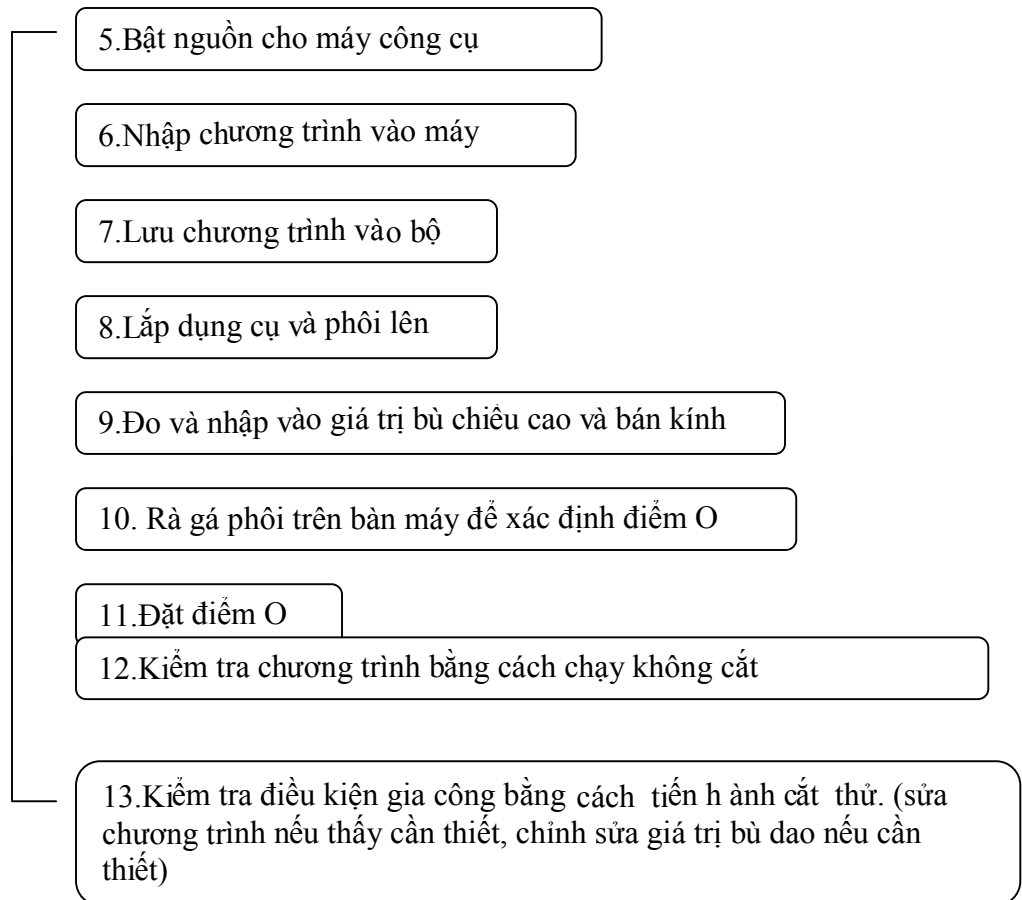 5.Bật nguồn cho máy công cụ
6.Nhập chương trình vào máy
7.Lưu chương trình vào bộ
8.Lắp dụng cụ và phôi lên
9.Đo và nhập vào giá trị bù chiều cao và bán kính
10. Rà gá phôi trên bàn máy để xác định điểm O
11.Đặt điểm O
12.Kiểm tra chương trình bằng cách chạy không cắt
13.Kiểm tra điều kiện gia công bằng cách tiến h ành cắt thử. (sửa
chương trình nếu thấy cần thiết, chỉnh sửa giá trị bù dao nếu cần
thiết)